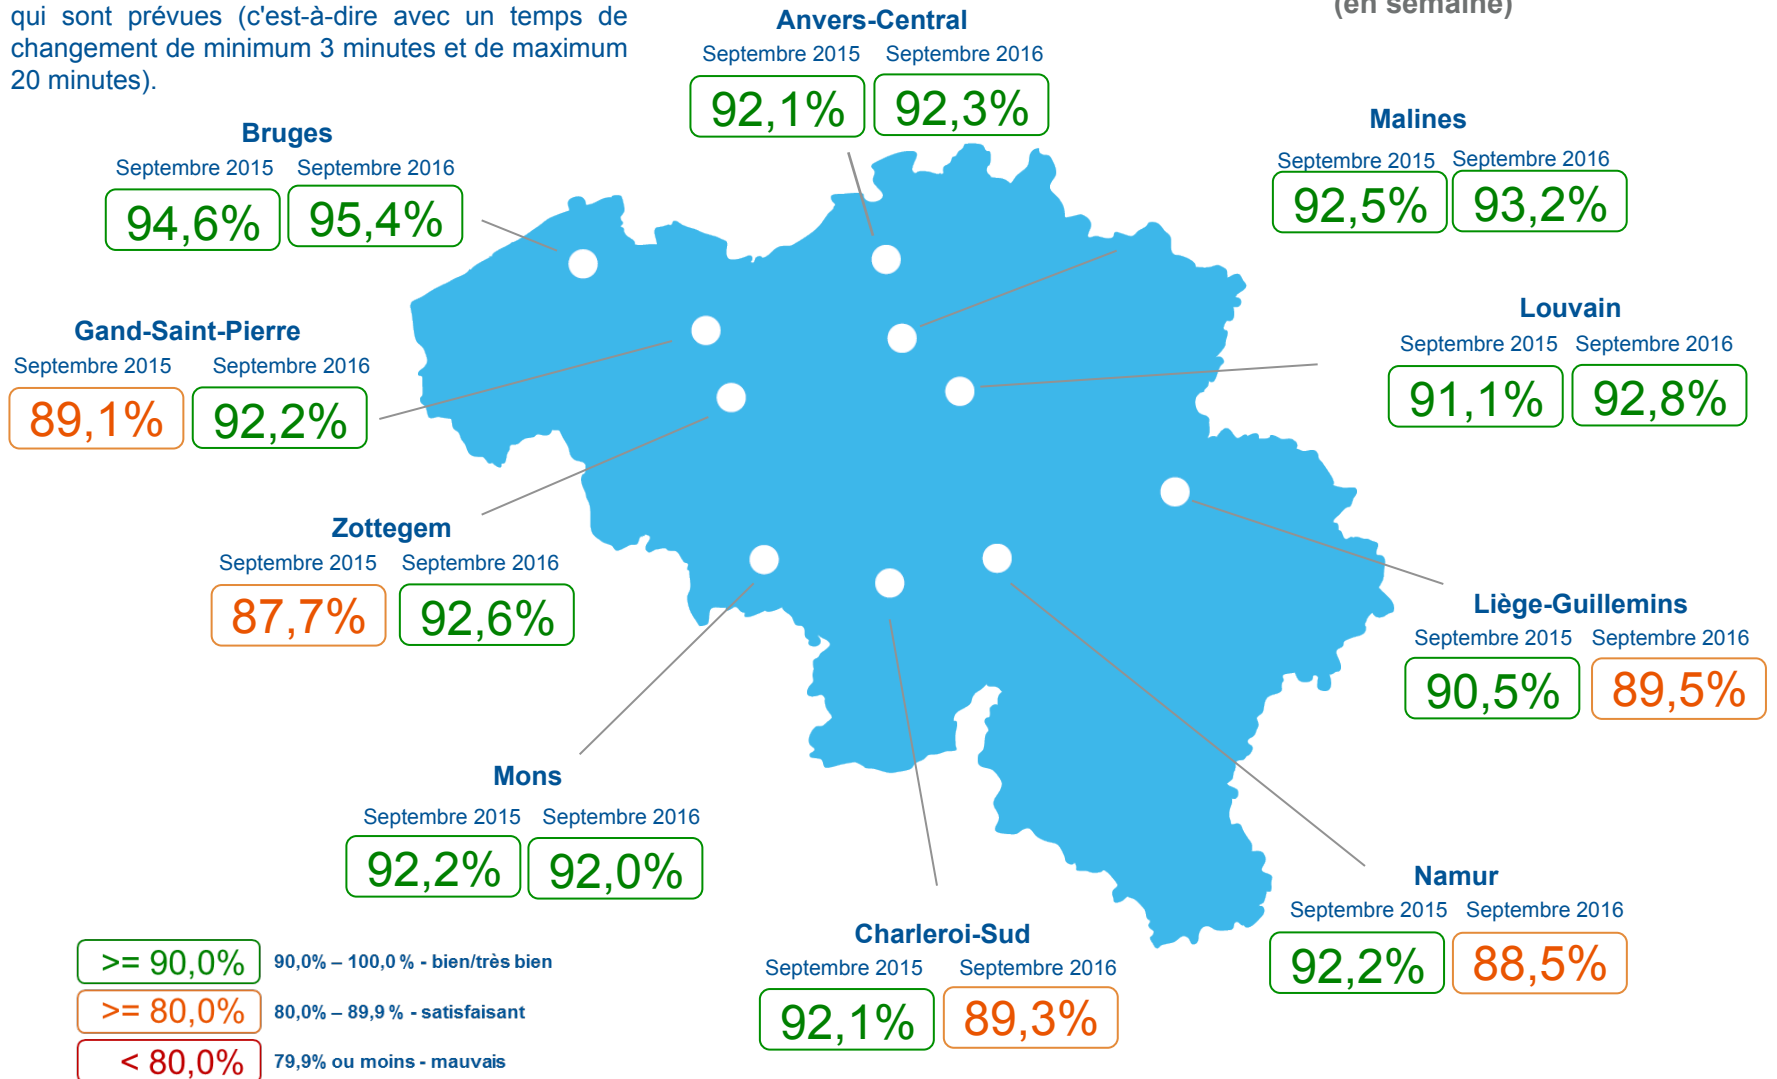 qui sont prévues (c'est-à-dire avec un temps de
changement de minimum 3 minutes et de maximum
20 minutes).
(en semaine)
Anvers-Central
Septembre 2015 Septembre 2016
92,1% 92,3%
Bruges
Septembre 2015 Septembre 2016
94,6% 95,4%
Malines
Septembre 2015 Septembre 2016
92,5% 93,2%
Gand-Saint-Pierre
Septembre 2015 Septembre 2016
89,1% 92,2%
Louvain
Septembre 2015 Septembre 2016
91,1% 92,8%
Zottegem
Septembre 2015 Septembre 2016
87,7% 92,6%
Liège-Guillemins
Septembre 2015 Septembre 2016
90,5% 89,5%
Mons
Septembre 2015 Septembre 2016
92,2% 92,0%
Namur
Septembre 2015 Septembre 2016
92,2% 88,5%
Charleroi-Sud
Septembre 2015 Septembre 2016
92,1% 89,3%
>= 90,0% 90,0% – 100,0 % - bien/très bien
>= 80,0% 80,0% – 89,9 % - satisfaisant
< 80,0% 79,9% ou moins - mauvais